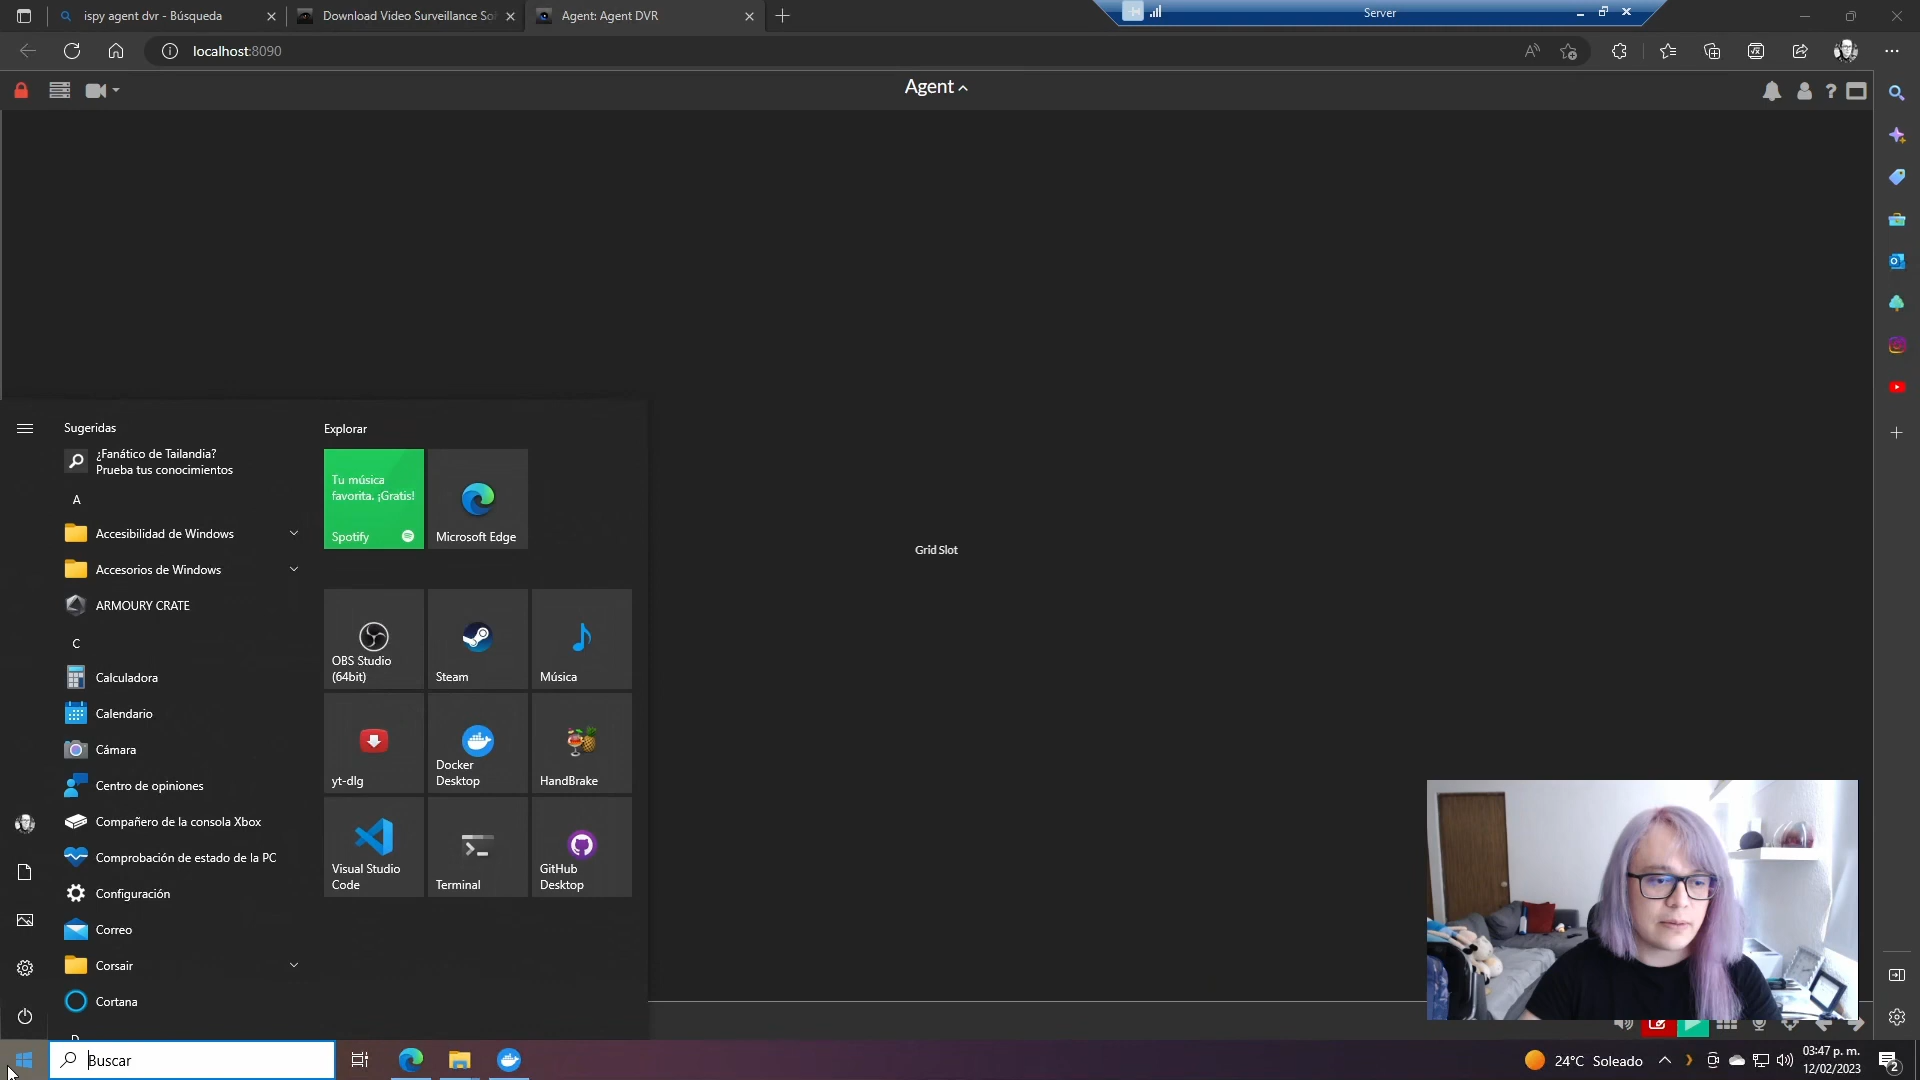 ispy agent dvr - Búsqueda
Download Video Surveillance Sof
Agent: Agent DVR
Server
localhost:8090
Agent
Grid Slot
Sugeridas
¿Fanático de Tailandia?
Prueba tus conocimientos
A
Accesibilidad de Windows
Accesorios de Windows
ARMOURY CRATE
C
Calculadora
Calendario
Cámara
Centro de opiniones
Compañero de la consola Xbox
Comprobación de estado de la PC
Configuración
Correo
Corsair
Cortana
Explorar
Tu música
favorita. ¡Gratis!
Spotify
Microsoft Edge
OBS Studio
(64bit)
Steam
Música
yt-dlg
Docker
Desktop
HandBrake
Visual Studio
Code
Terminal
GitHub
Desktop
Buscar
24°C Soleado
03:47 p. m.
12/02/2023
2